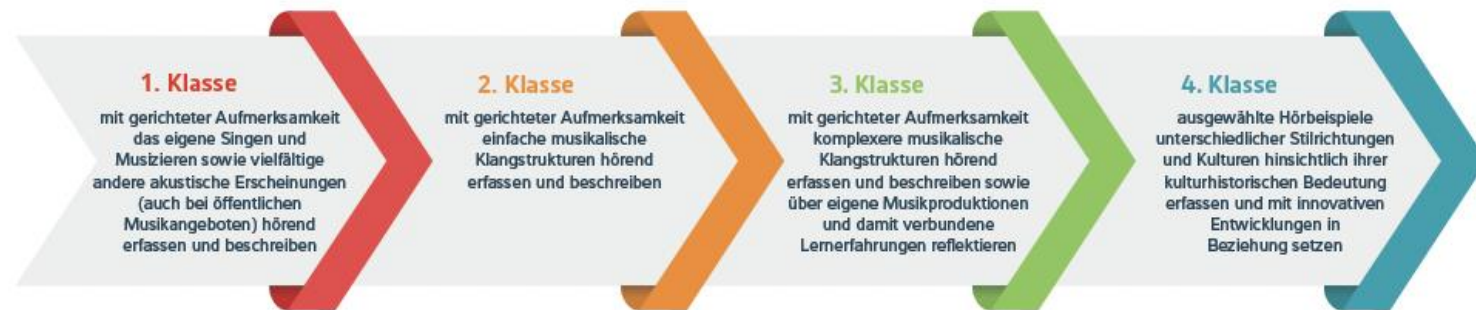 1. Klasse
mit gerichteter Aufmerksamkeit
das eigene Singen und
Musizieren sowie vielfältige
andere akustische Erscheinungen
(auch bei öffentlichen
Musikangeboten) hörend
erfassen und beschreiben
2. Klasse
mit gerichteter Aufmerksamkeit
einfache musikalische
Klangstrukturen hörend
erfassen und beschreiben
3. Klasse
mit gerichteter Aufmerksamkeit
komplexere musikalische
Klangstrukturen hörend
erfassen und beschreiben sowie
über eigene Musikproduktionen
und damit verbundene
Lernerfahrungen reflektieren
4. Klasse
ausgewählte Hörbeispiele
unterschiedlicher Stilrichtungen
und Kulturen hinsichtlich ihrer
kulturhistorischen Bedeutung
erfassen und mit innovativen
Entwicklungen in
Beziehung setzen